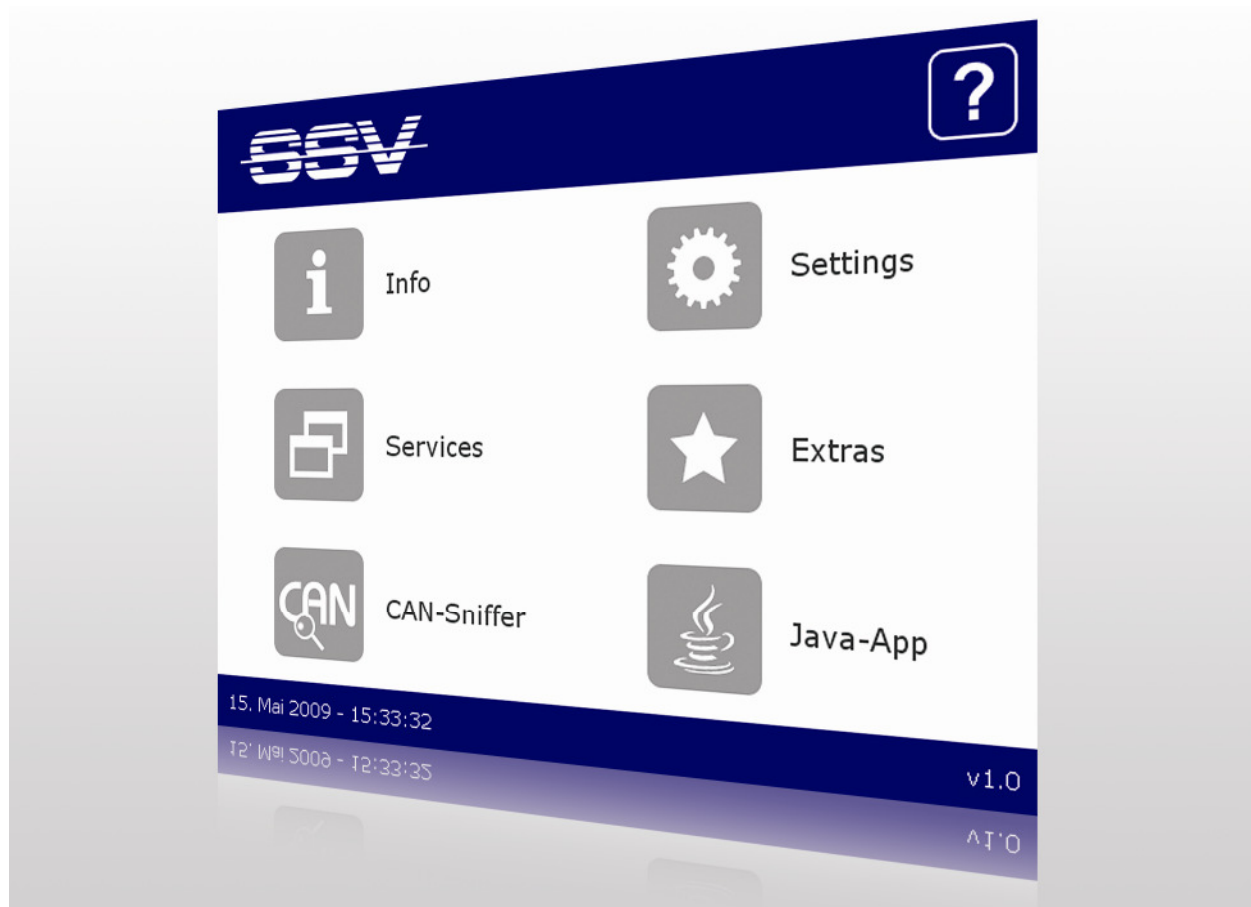 SSV
?
i
Info
Settings
Services
Extras
CAN
CAN-Sniffer
Java-App
15. Mai 2009 - 15:33:32
v1.0